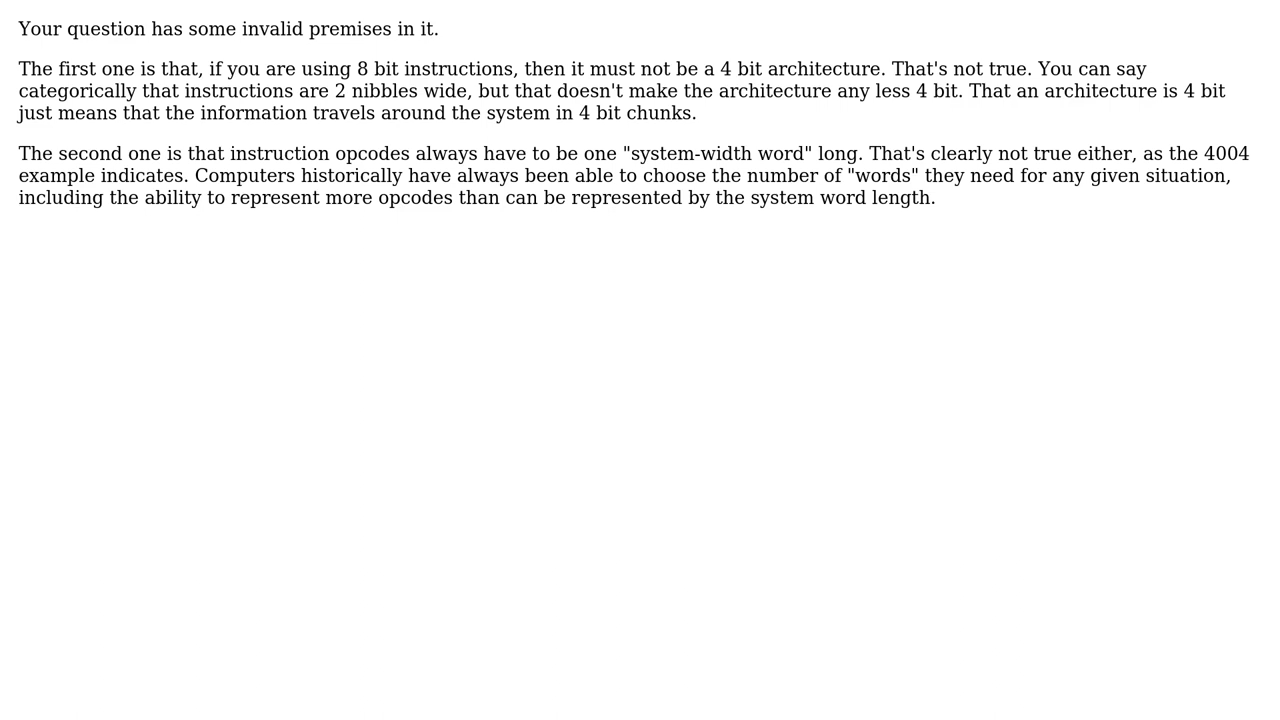 Your question has some invalid premises in it.
The first one is that, if you are using 8 bit instructions, then it must not be a 4 bit architecture. That's not true. You can say
categorically that instructions are 2 nibbles wide, but that doesn't make the architecture any less 4 bit. That an architecture is 4 bit
just means that the information travels around the system in 4 bit chunks.
The second one is that instruction opcodes always have to be one "system-width word" long. That's clearly not true either, as the 4004
example indicates. Computers historically have always been able to choose the number of "words" they need for any given situation,
including the ability to represent more opcodes than can be represented by the system word length.